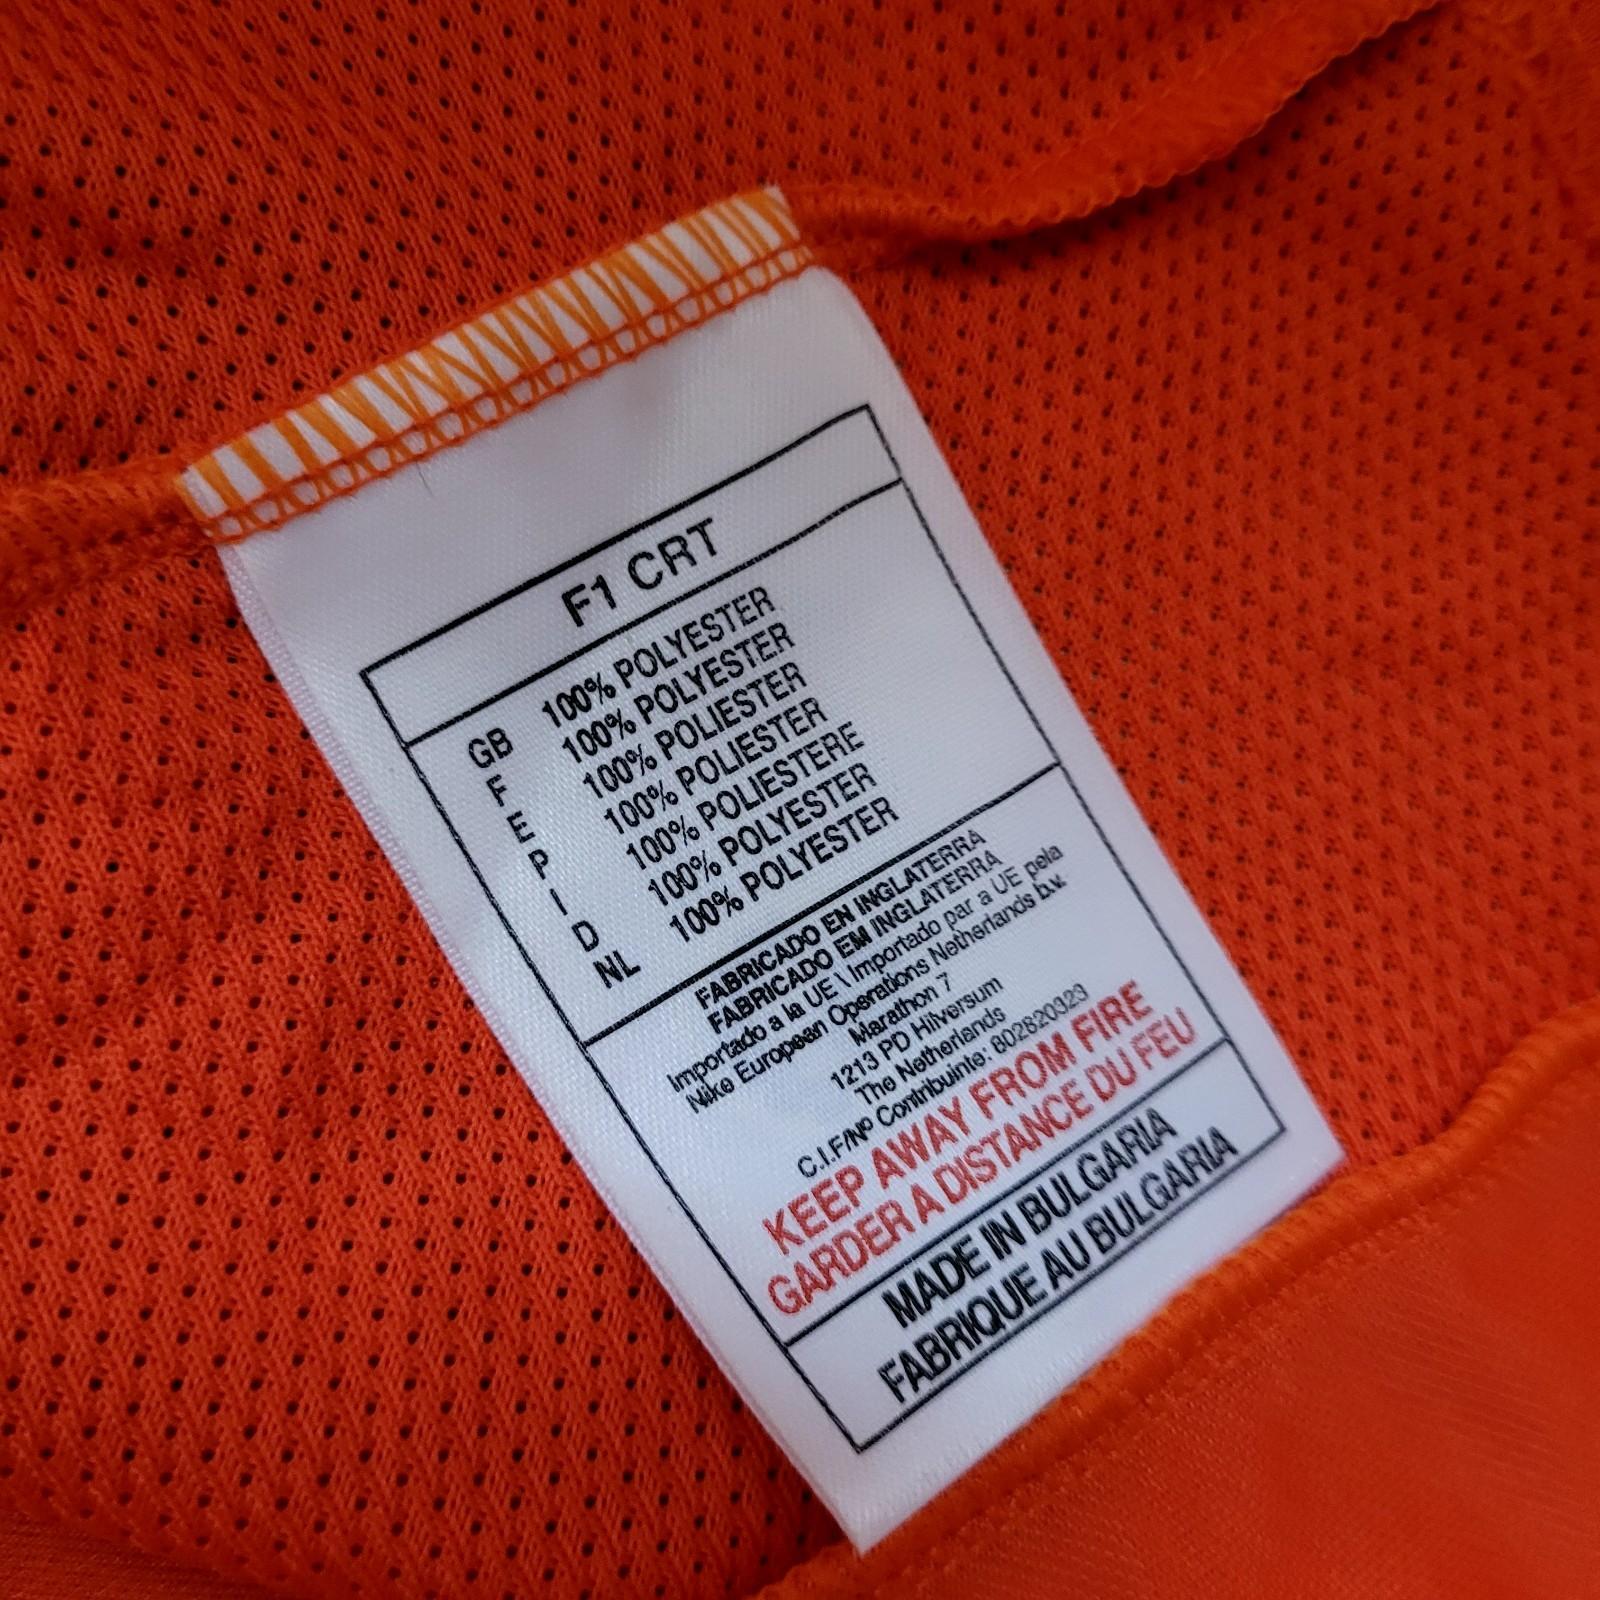 F1 CRT
GB 100% POLYESTER
F 100% POLYESTER
E 100% POLIESTER
P 100% POLIESTER
I 100% POLIESTERE
D 100% POLYESTER
NL 100% POLYESTER
FABRICADO EN INGLATERRA
FABRICADO EM INGLATERRA
Importado a la UE \ Importado par a UE pela
Nike European Operations Netherlands b.v.
Marathon 7
1213 PD Hilversum
The Netherlands
C.I.F/Nº Contribuinte: 802820323
KEEP AWAY FROM FIRE
GARDER A DISTANCE DU FEU
MADE IN BULGARIA
FABRIQUE AU BULGARIA